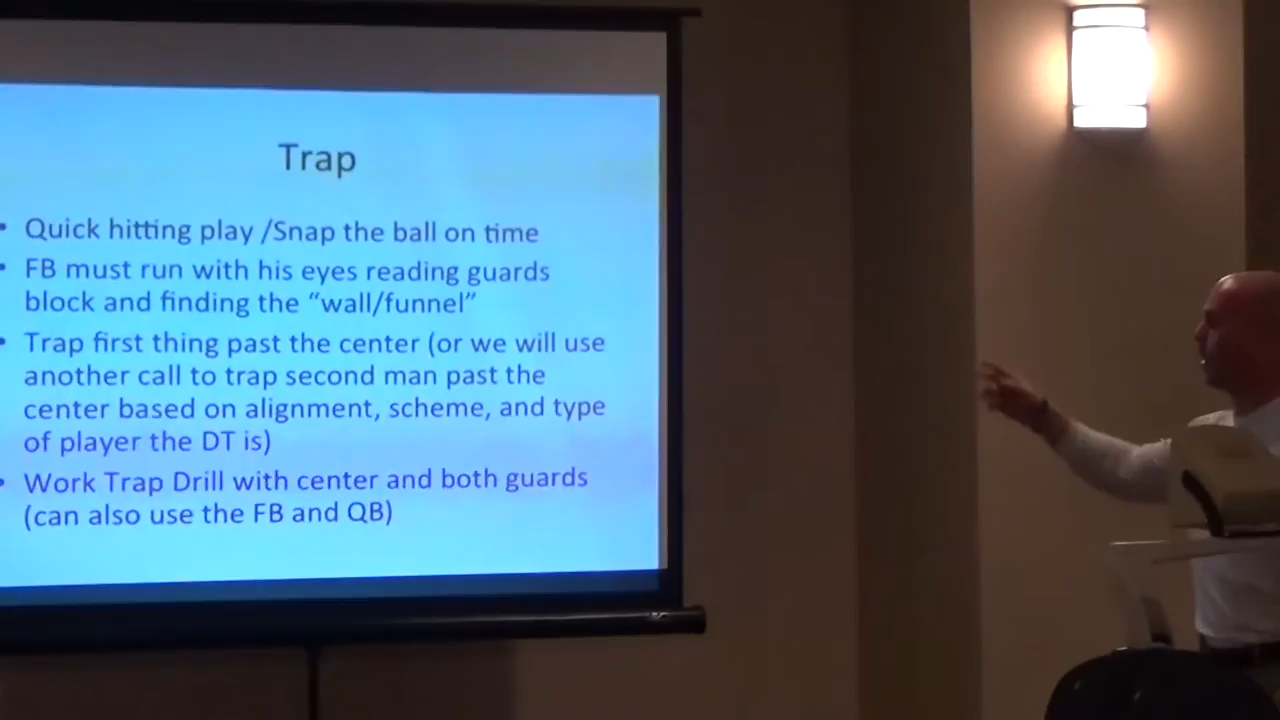 Trap
• Quick hitting play /Snap the ball on time
• FB must run with his eyes reading guards
block and finding the “wall/funnel”
• Trap first thing past the center (or we will use
another call to trap second man past the
center based on alignment, scheme, and type
of player the DT is)
• Work Trap Drill with center and both guards
(can also use the FB and QB)